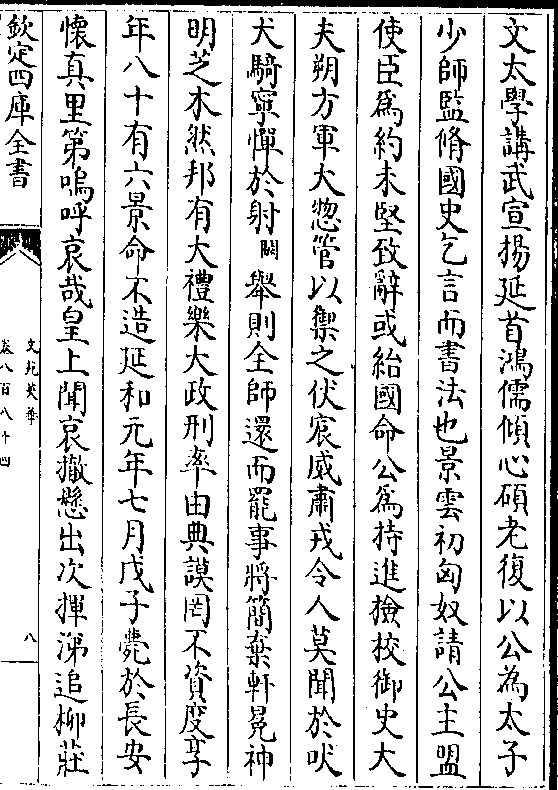 文太學講武宣揚延首鴻儒傾心碩老復以公為太子
少師監脩國史乞言而書法也景雲初匈奴請公主盟
使臣為約未堅致辭或紿國命公為持進檢校御史大
夫朔方軍大惣管以禦之伏宸威肅戎令人莫聞於吠
犬騎寧憚於射闕舉則全師還而罷事將簡棄軒冕神
明芝朩然邦有大禮樂大政刑率由典謨罔不資度享
年八十有六景命不造延和元年七月戊子薨於長安
懷真里第嗚呼哀哉皇上聞哀撤懸出次揮涕追柳莊
欽定四庫全書
文苑英華
卷八百八十四
八